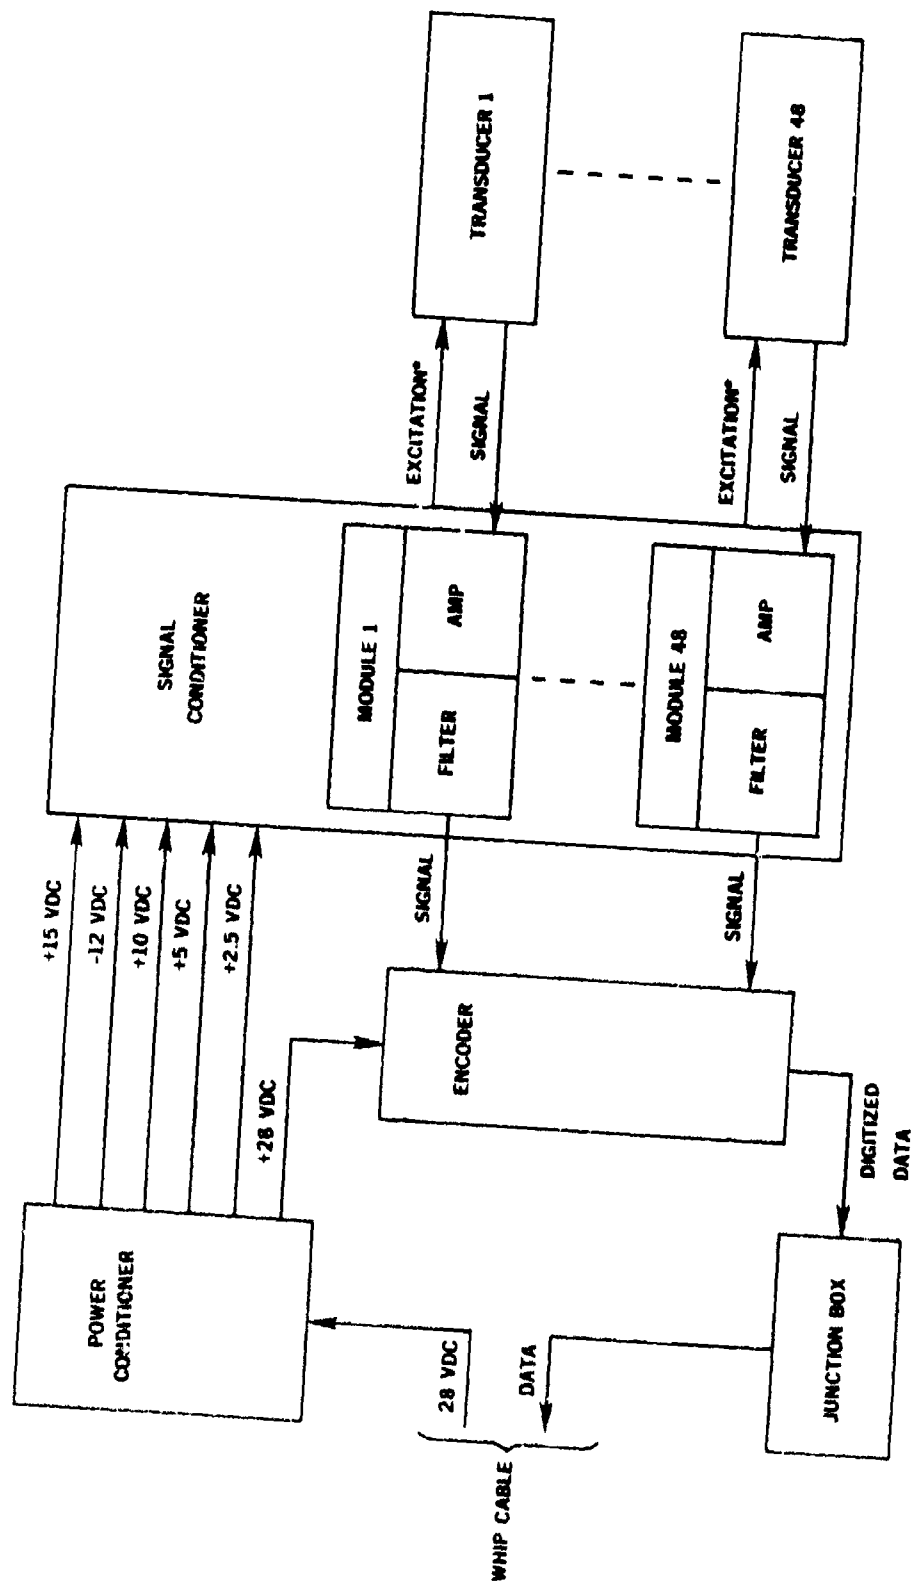 WHIP CABLE
28 VDC
DATA
POWER
CONDITIONER
JUNCTION BOX
+15 VDC
-12 VDC
+10 VDC
+5 VDC
+2.5 VDC
+28 VDC
ENCODER
DIGITIZED
DATA
SIGNAL
SIGNAL
SIGNAL
CONDITIONER
MODULE 1
FILTER
AMP
MODULE 48
FILTER
AMP
EXCITATION*
SIGNAL
EXCITATION*
SIGNAL
TRANSDUCER 1
TRANSDUCER 48